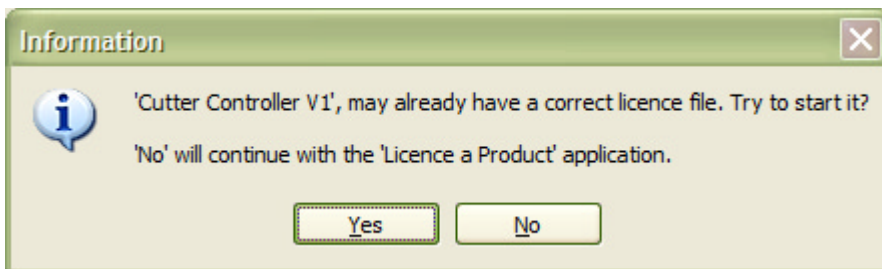 Information
'Cutter Controller V1', may already have a correct licence file. Try to start it?
'No' will continue with the 'Licence a Product' application.
Yes No